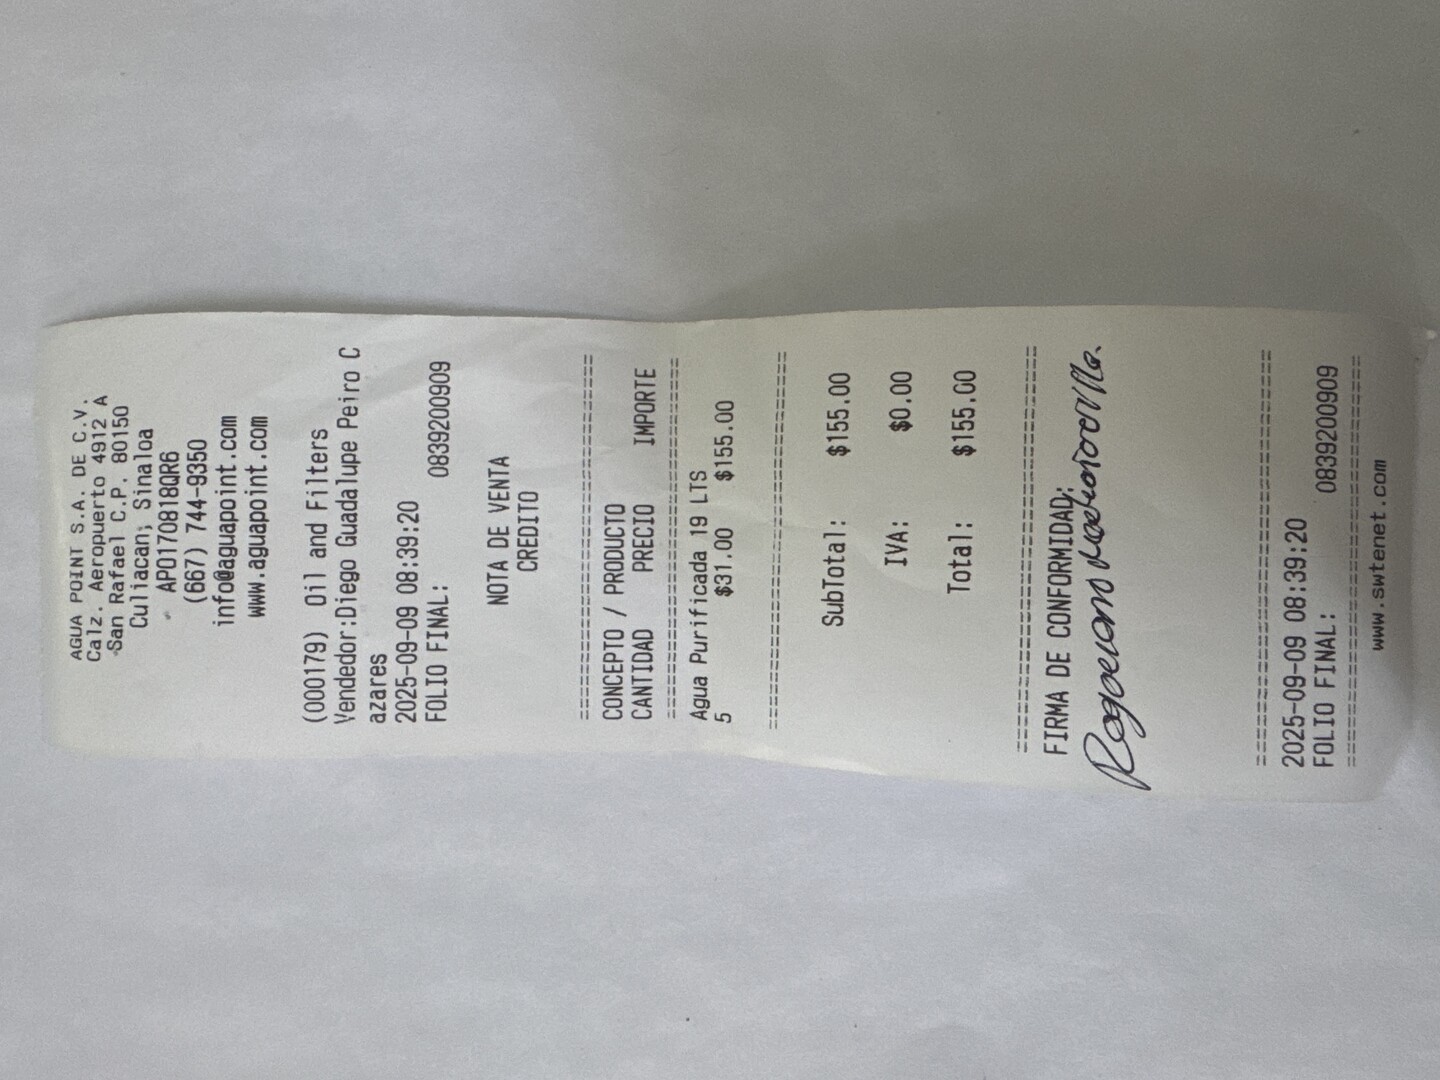 AGUA POINT S.A. DE C.V.
Calz. Aeropuerto 4912 A
San Rafael C.P. 80150
Culiacan; Sinaloa
APO170818QR6
(667) 744-9350
info@aguapoint.com
www.aguapoint.com
(000179) Oil and Filters
Vendedor:Diego Guadalupe Peiro C
azares
2025-09-09 08:39:20
FOLIO FINAL: 0839200909
NOTA DE VENTA
CREDITO
CONCEPTO / PRODUCTO
CANTIDAD PRECIO IMPORTE
Agua Purificada 19 LTS
5 $31.00 $155.00
SubTotal: $155.00
IVA: $0.00
Total: $155.00
FIRMA DE CONFORMIDAD:
2025-09-09 08:39:20
FOLIO FINAL: 0839200909
www.swtenet.com